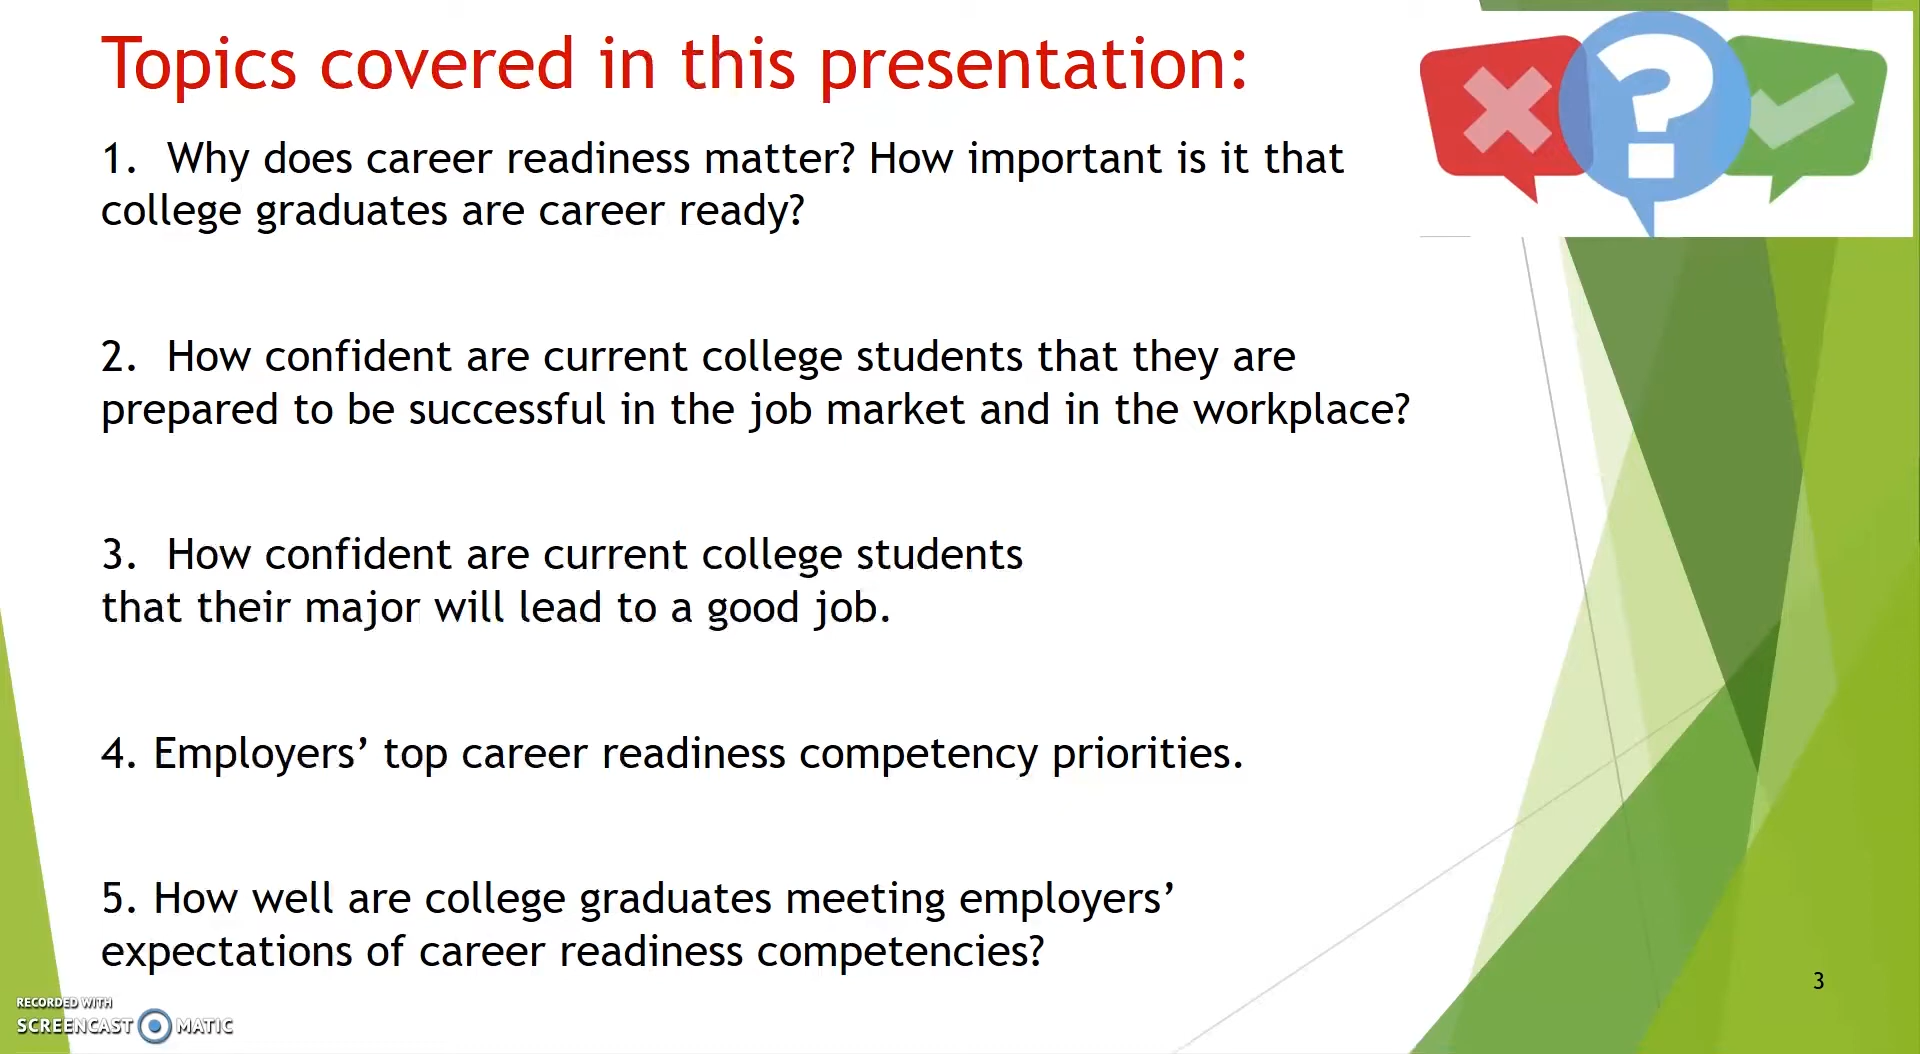 Topics covered in this presentation:
1. Why does career readiness matter? How important is it that
college graduates are career ready?
2. How confident are current college students that they are
prepared to be successful in the job market and in the workplace?
3. How confident are current college students
that their major will lead to a good job.
4. Employers’ top career readiness competency priorities.
5. How well are college graduates meeting employers’
expectations of career readiness competencies?
3
RECORDED WITH
SCREENCAST MATIC